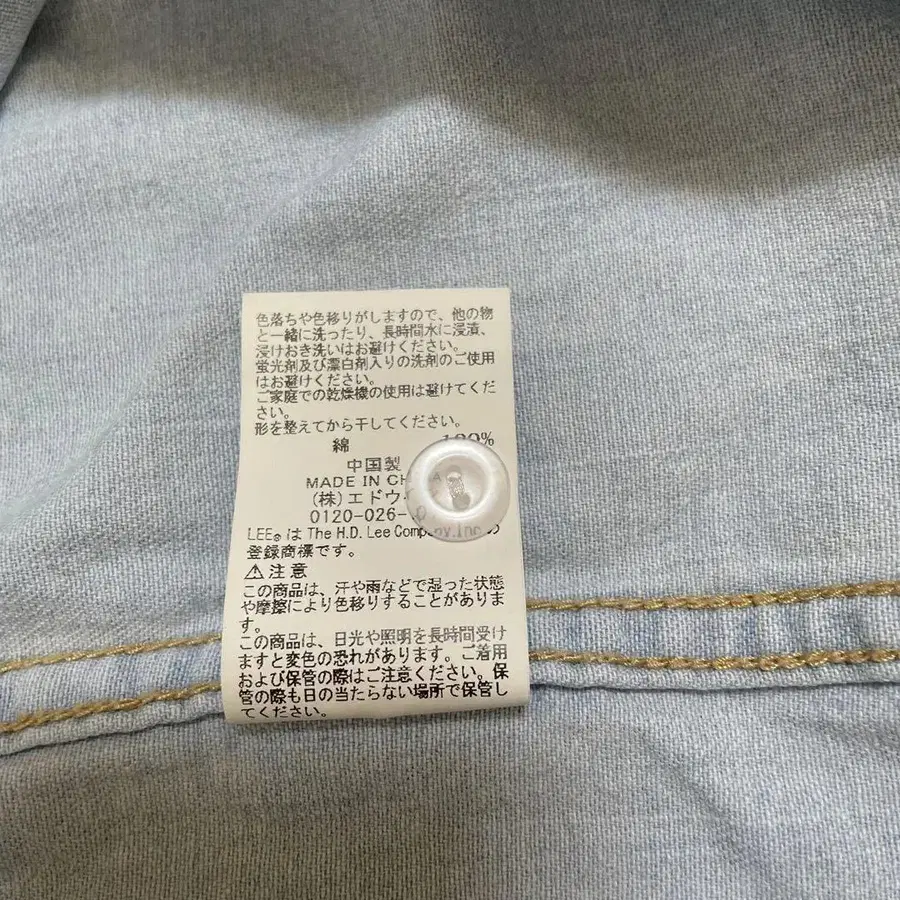 色落ちや色移りがしますので、他の物
と一緒に洗ったり、長時間水に浸漬、
浸けおき洗いはお避けください。
蛍光剤及び漂白剤入りの洗剤のご使用
はお避けください。
ご家庭での乾燥機の使用は避けてくだ
さい。
形を整えてから干してください。
綿 100%
中国製
MADE IN
(株)エドウ
0120-026-
LEE®は The H.D. Lee Company.Inc.の
登録商標です。
⚠注意
この商品は、汗や雨などで湿った状態
や摩擦により色移りすることがありま
す。
この商品は、日光や照明を長時間受け
ますと変色の恐れがあります。ご着用
および保管の際はご注意ください。保
管の際も日の当たらない場所で保管し
てください。